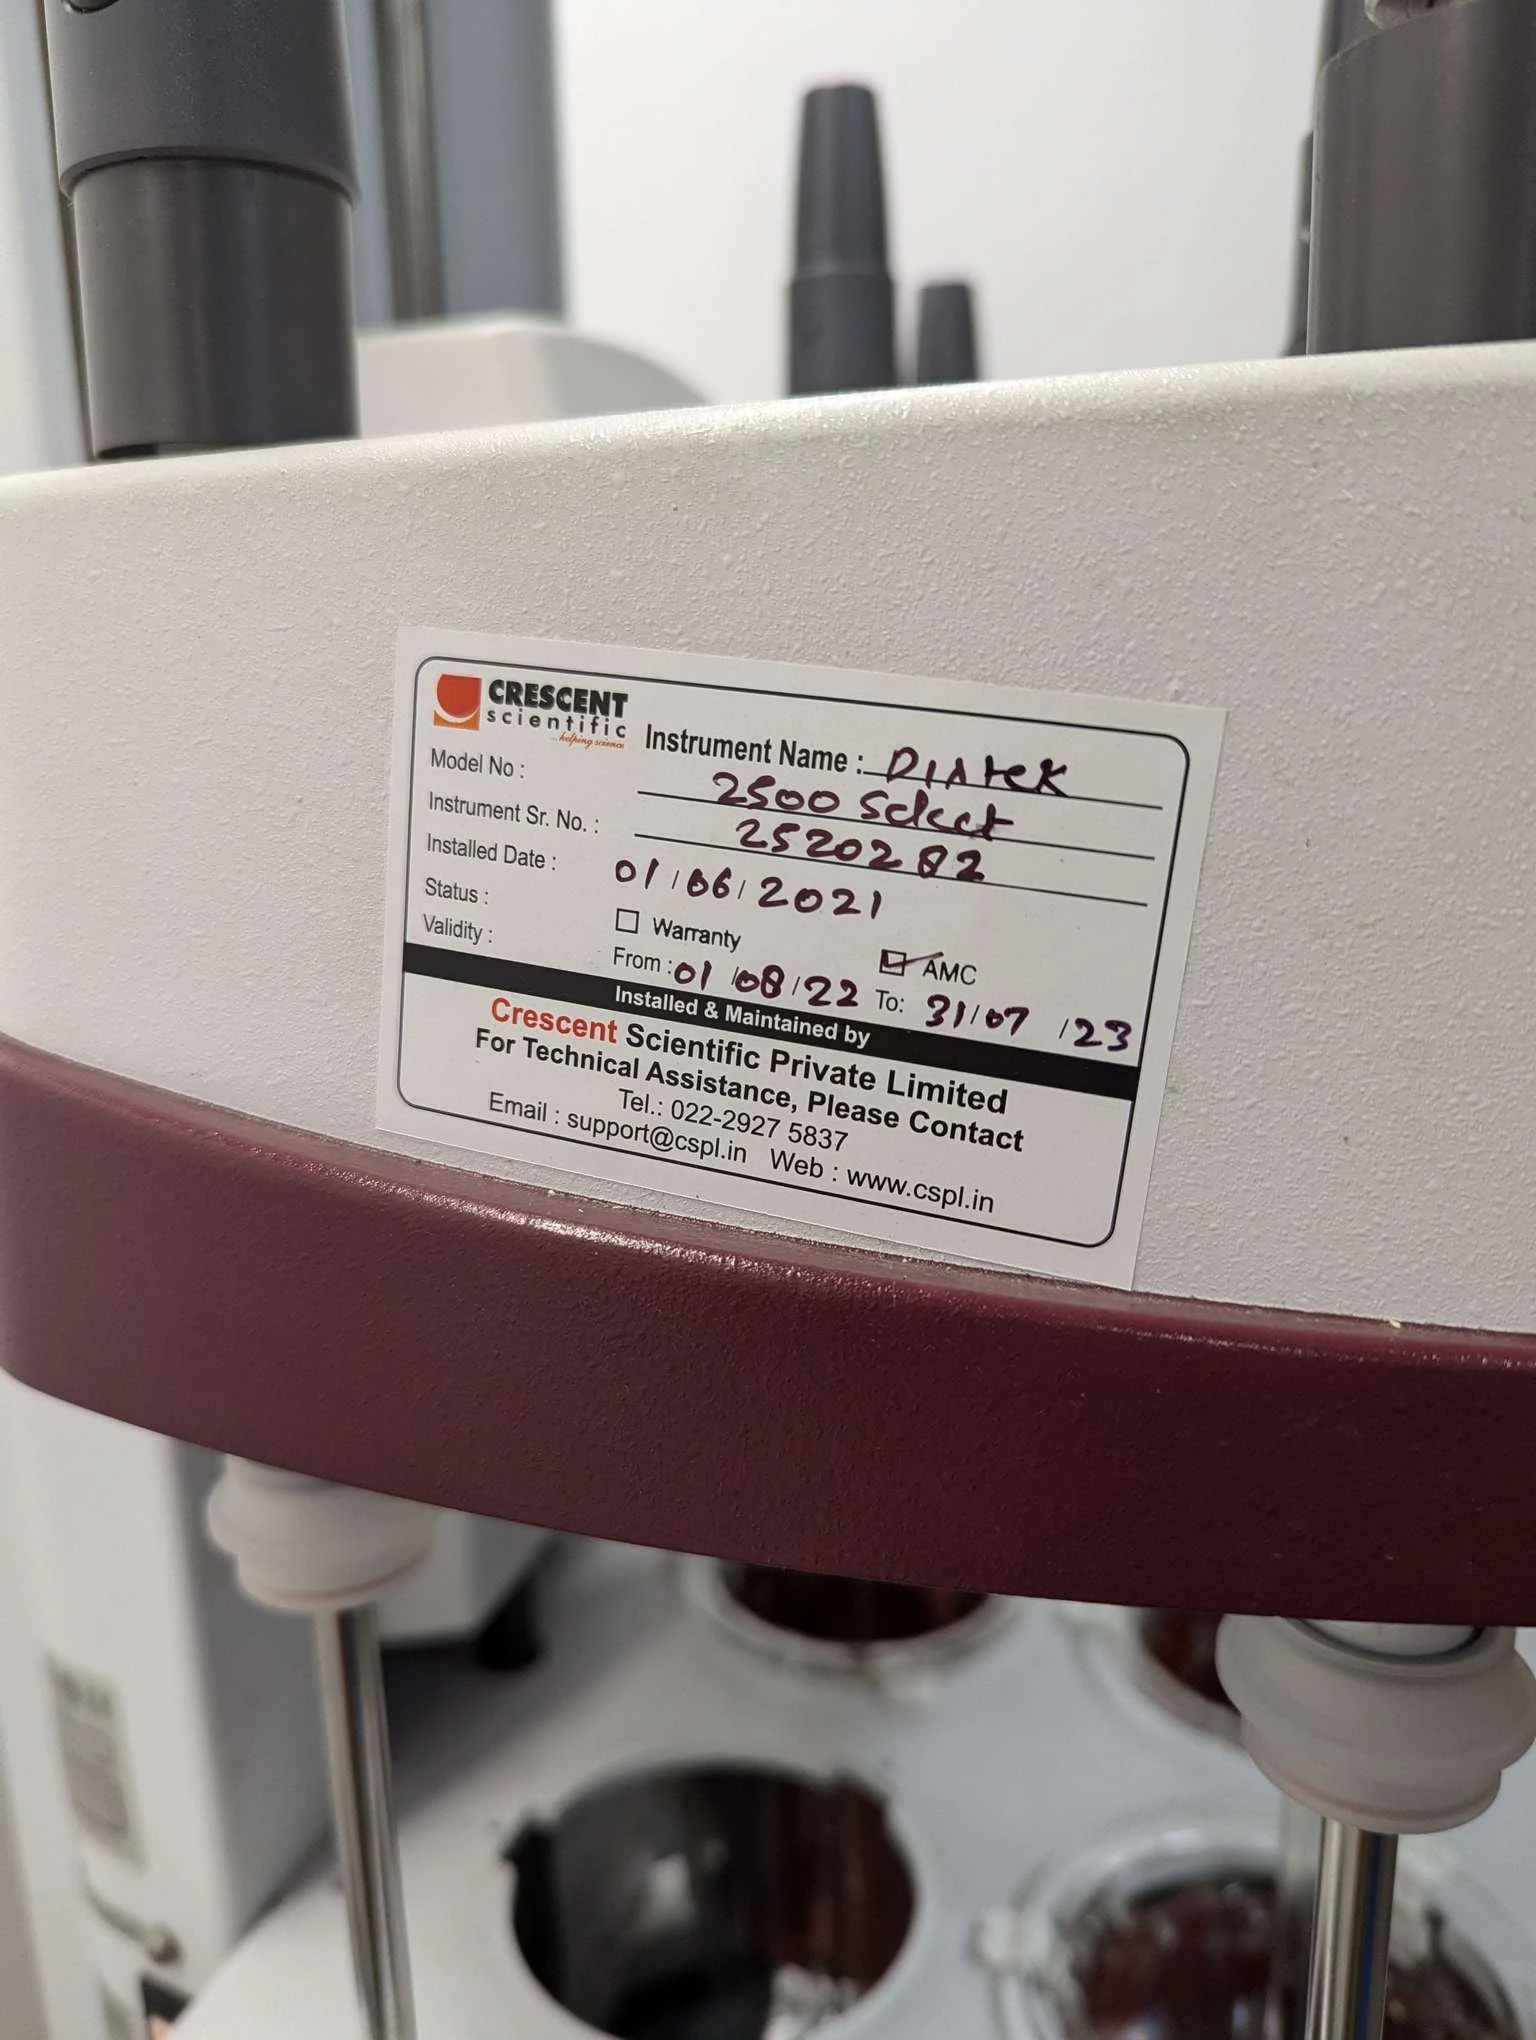 CRESCENT
scientific
...helping science
Instrument Name : DIAteK
Model No : 2500 Select
Instrument Sr. No. : 2520282
Installed Date : 01/06/2021
Status : ☐ Warranty ☑ AMC
Validity : From : 01/08/22 To: 31/07/23
Installed & Maintained by
Crescent Scientific Private Limited
For Technical Assistance, Please Contact
Tel.: 022-2927 5837
Email : support@cspl.in Web : www.cspl.in